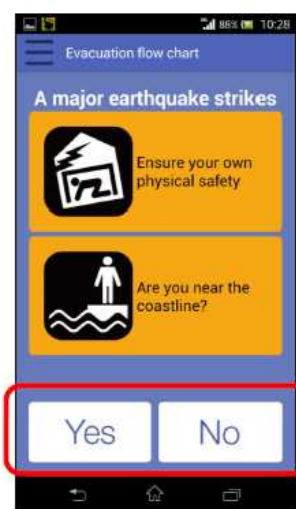 88% 10:28
Evacuation flow chart
A major earthquake strikes
Ensure your own
physical safety
Are you near the
coastline?
Yes No